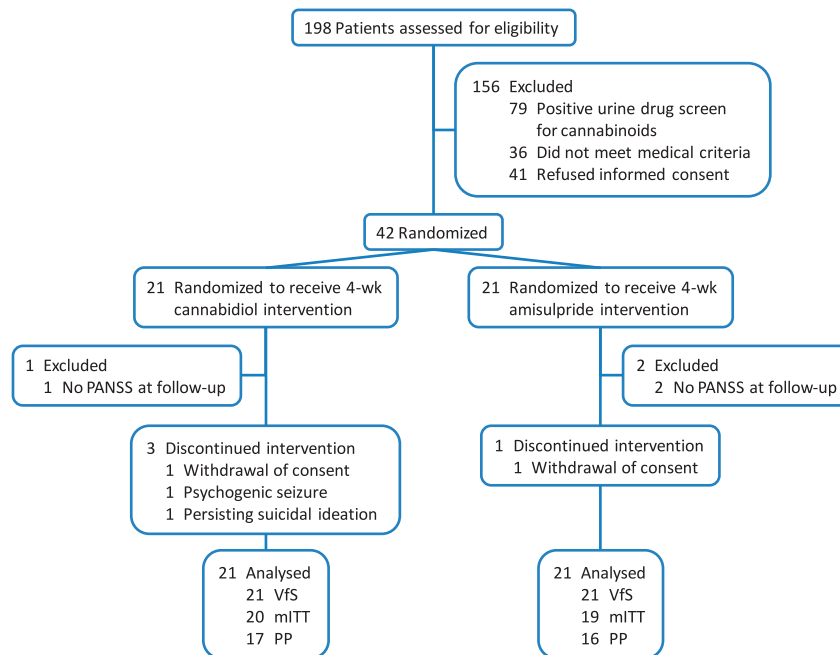 198 Patients assessed for eligibility
156 Excluded
79 Positive urine drug screen
for cannabinoids
36 Did not meet medical criteria
41 Refused informed consent
42 Randomized
21 Randomized to receive 4-wk
cannabidiol intervention
21 Randomized to receive 4-wk
amisulpride intervention
1 Excluded
1 No PANSS at follow-up
2 Excluded
2 No PANSS at follow-up
3 Discontinued intervention
1 Withdrawal of consent
1 Psychogenic seizure
1 Persisting suicidal ideation
1 Discontinued intervention
1 Withdrawal of consent
21 Analysed
21 VfS
20 mITT
17 PP
21 Analysed
21 VfS
19 mITT
16 PP